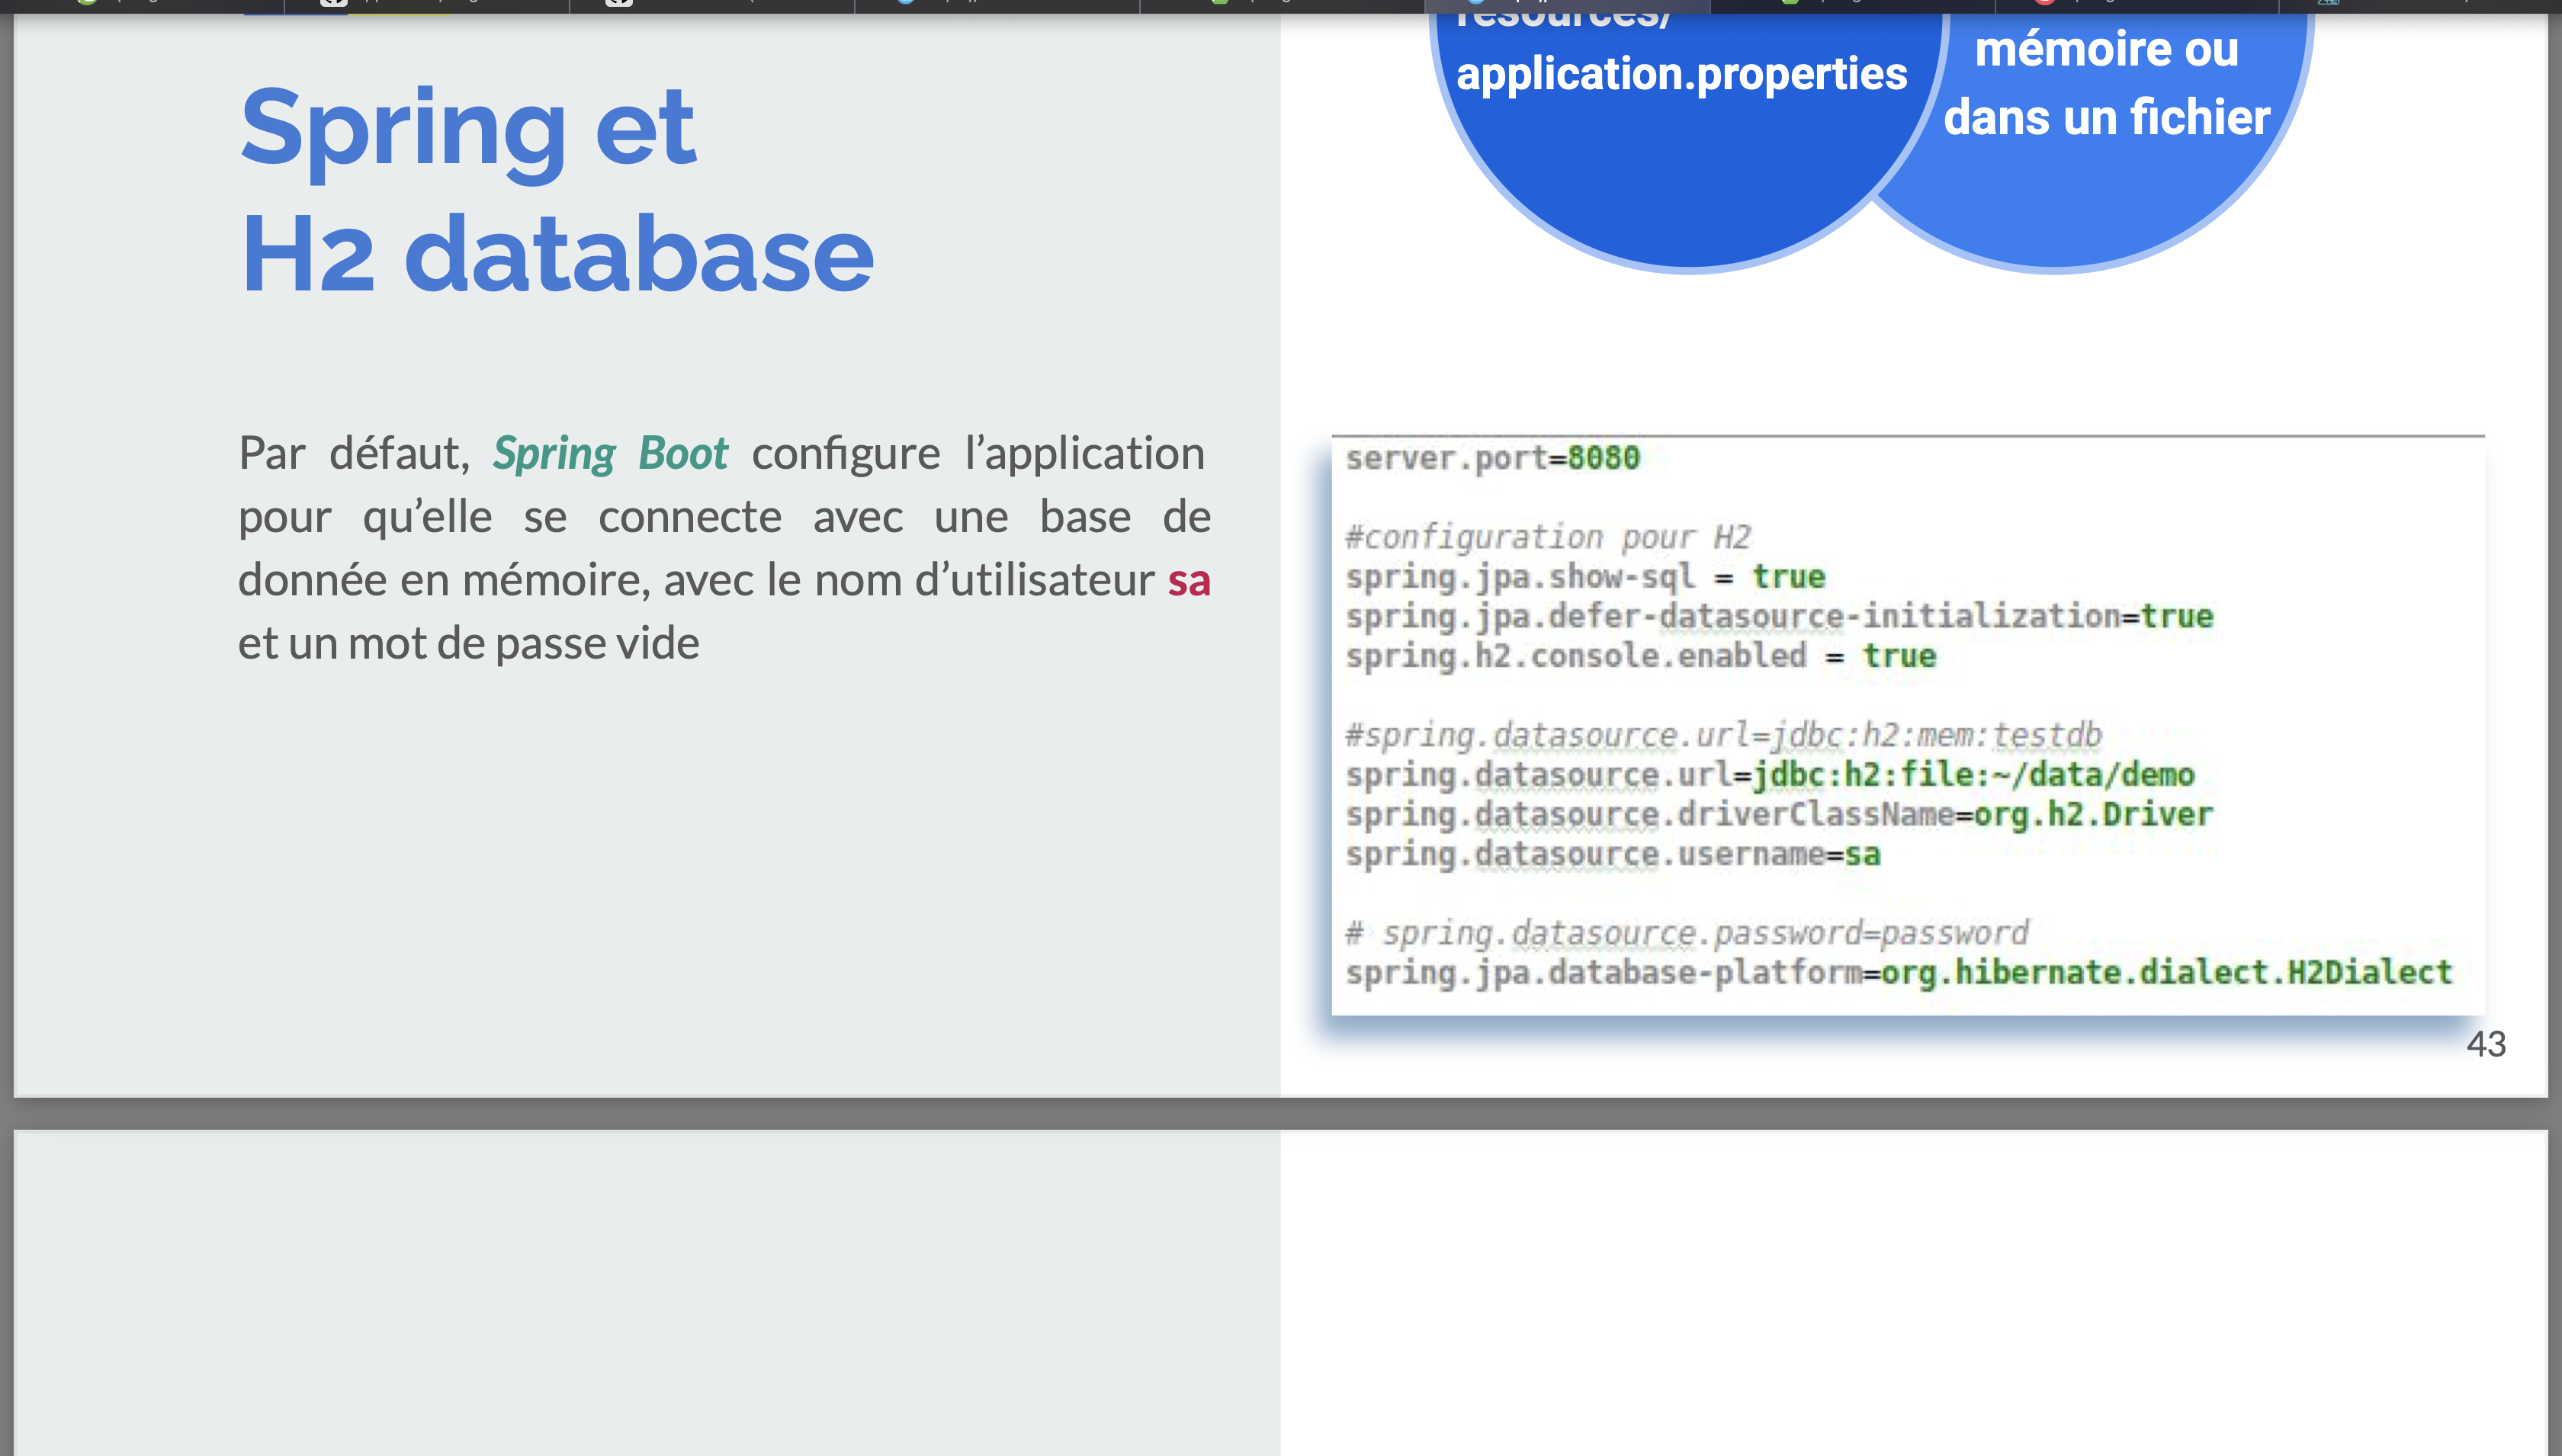 Spring et
H2 database
Par défaut, Spring Boot configure l’application
pour qu’elle se connecte avec une base de
donnée en mémoire, avec le nom d’utilisateur sa
et un mot de passe vide
resources/
application.properties
mémoire ou
dans un fichier
server.port=8080
#configuration pour H2
spring.jpa.show-sql = true
spring.jpa.defer-datasource-initialization=true
spring.h2.console.enabled = true
#spring.datasource.url=jdbc:h2:mem:testdb
spring.datasource.url=jdbc:h2:file:~/data/demo
spring.datasource.driverClassName=org.h2.Driver
spring.datasource.username=sa
# spring.datasource.password=password
spring.jpa.database-platform=org.hibernate.dialect.H2Dialect
43